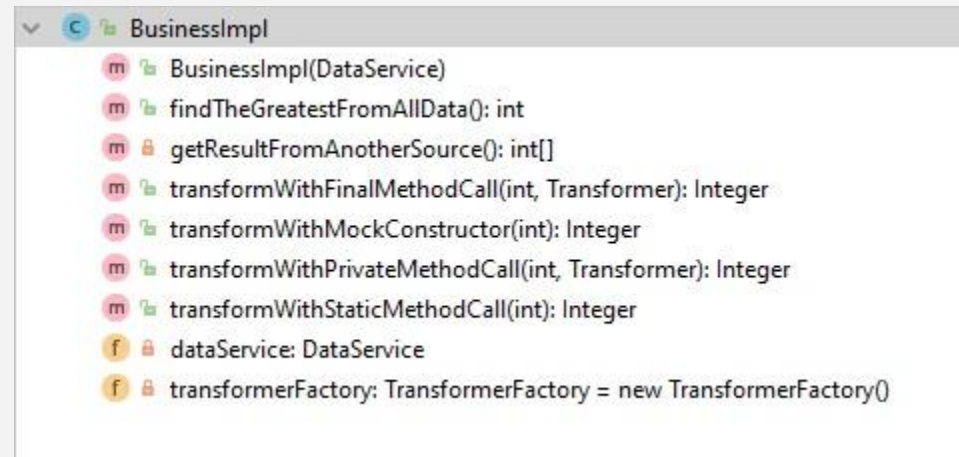 C BusinessImpl
m BusinessImpl(DataService)
m findTheGreatestFromAllData(): int
m getResultFromAnotherSource(): int[]
m transformWithFinalMethodCall(int, Transformer): Integer
m transformWithMockConstructor(int): Integer
m transformWithPrivateMethodCall(int, Transformer): Integer
m transformWithStaticMethodCall(int): Integer
f dataService: DataService
f transformerFactory: TransformerFactory = new TransformerFactory()